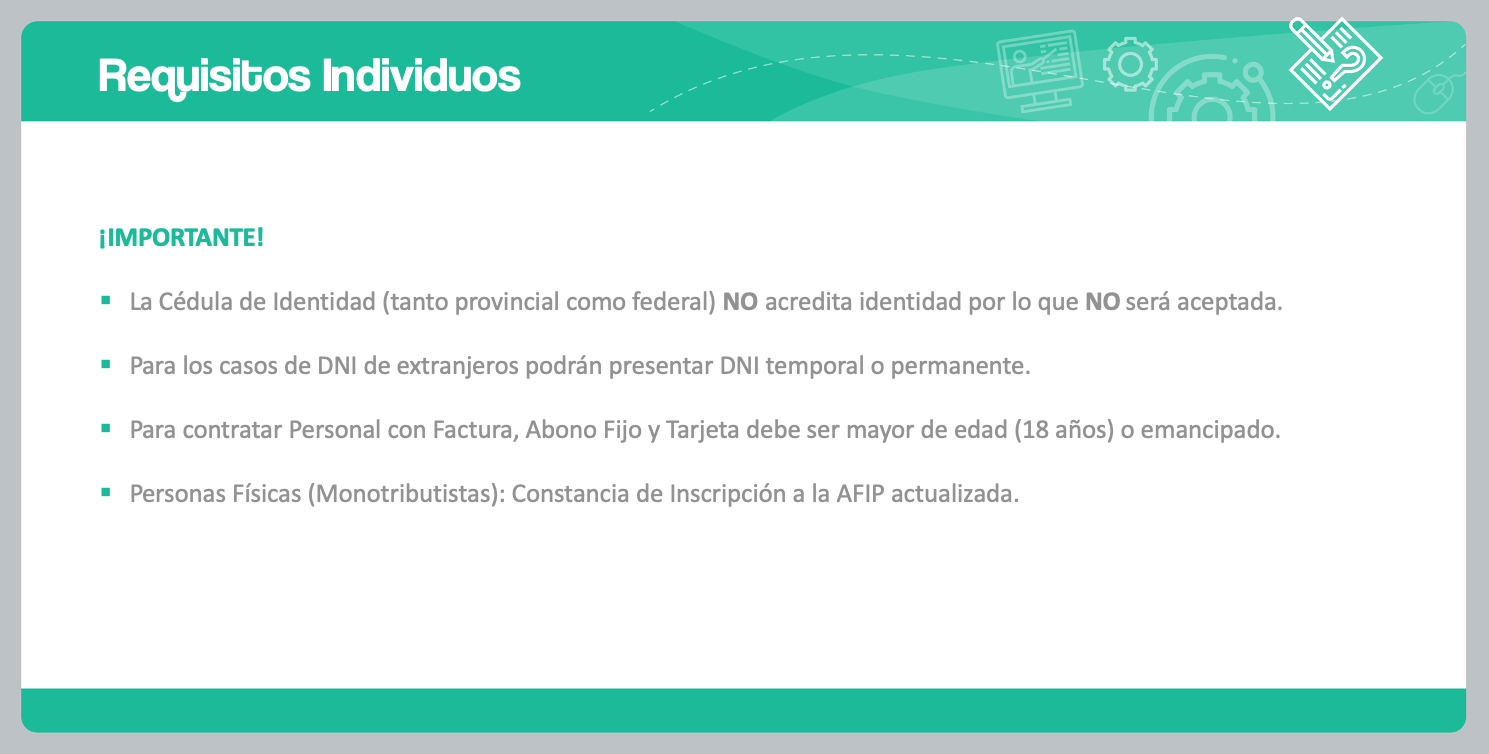 Requisitos Individuos
¡IMPORTANTE!
▪ La Cédula de Identidad (tanto provincial como federal) NO acredita identidad por lo que NO será aceptada.
▪ Para los casos de DNI de extranjeros podrán presentar DNI temporal o permanente.
▪ Para contratar Personal con Factura, Abono Fijo y Tarjeta debe ser mayor de edad (18 años) o emancipado.
▪ Personas Físicas (Monotributistas): Constancia de Inscripción a la AFIP actualizada.